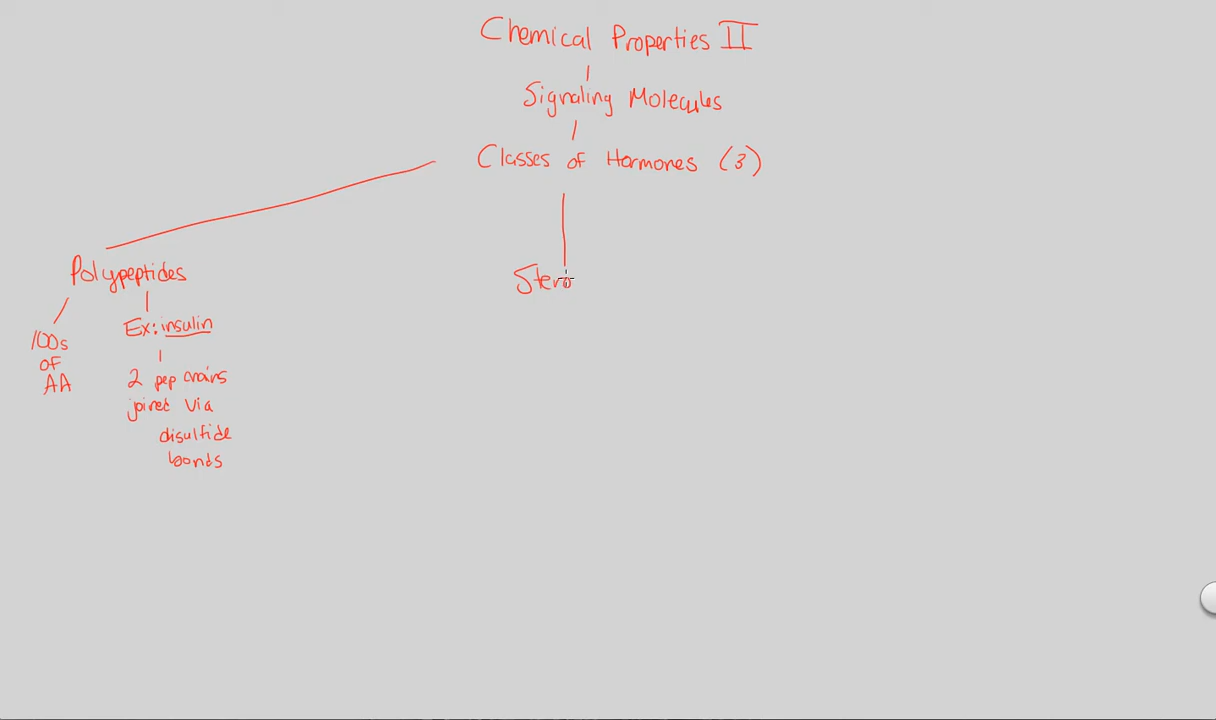 Chemical Properties II
Signaling Molecules
Classes of Hormones (3)
Polypeptides
100s
of
AA
Ex: insulin
2 pep chains
joined via
disulfide
bonds
Stero